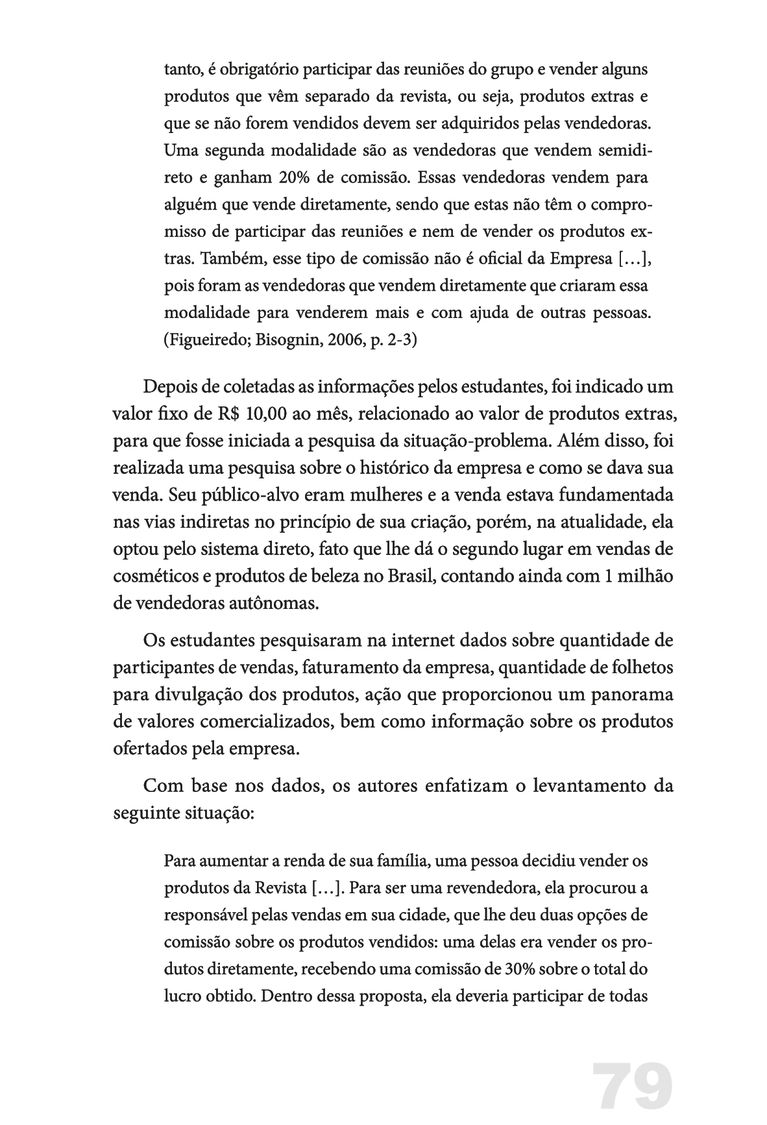 tanto, é obrigatório participar das reuniões do grupo e vender alguns
produtos que vêm separado da revista, ou seja, produtos extras e
que se não forem vendidos devem ser adquiridos pelas vendedoras.
Uma segunda modalidade são as vendedoras que vendem semidi-
reto e ganham 20% de comissão. Essas vendedoras vendem para
alguém que vende diretamente, sendo que estas não têm o compro-
misso de participar das reuniões e nem de vender os produtos ex-
tras. Também, esse tipo de comissão não é oficial da Empresa […],
pois foram as vendedoras que vendem diretamente que criaram essa
modalidade para venderem mais e com ajuda de outras pessoas.
(Figueiredo; Bisognin, 2006, p. 2-3)
Depois de coletadas as informações pelos estudantes, foi indicado um
valor fixo de R$ 10,00 ao mês, relacionado ao valor de produtos extras,
para que fosse iniciada a pesquisa da situação-problema. Além disso, foi
realizada uma pesquisa sobre o histórico da empresa e como se dava sua
venda. Seu público-alvo eram mulheres e a venda estava fundamentada
nas vias indiretas no princípio de sua criação, porém, na atualidade, ela
optou pelo sistema direto, fato que lhe dá o segundo lugar em vendas de
cosméticos e produtos de beleza no Brasil, contando ainda com 1 milhão
de vendedoras autônomas.
Os estudantes pesquisaram na internet dados sobre quantidade de
participantes de vendas, faturamento da empresa, quantidade de folhetos
para divulgação dos produtos, ação que proporcionou um panorama
de valores comercializados, bem como informação sobre os produtos
ofertados pela empresa.
Com base nos dados, os autores enfatizam o levantamento da
seguinte situação:
Para aumentar a renda de sua família, uma pessoa decidiu vender os
produtos da Revista […]. Para ser uma revendedora, ela procurou a
responsável pelas vendas em sua cidade, que lhe deu duas opções de
comissão sobre os produtos vendidos: uma delas era vender os pro-
dutos diretamente, recebendo uma comissão de 30% sobre o total do
lucro obtido. Dentro dessa proposta, ela deveria participar de todas
79